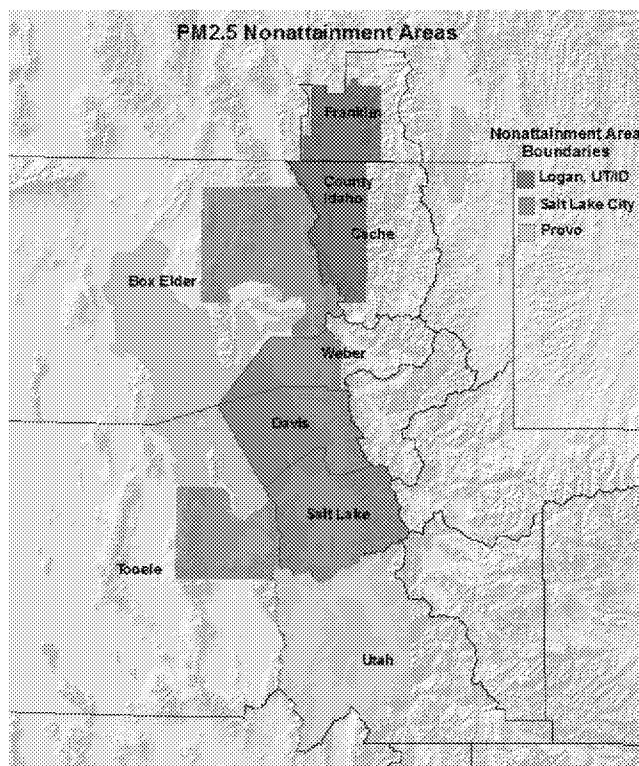 PM2.5 Nonattainment Areas
Franklin
Nonattainment Area
Boundaries
Logan, UT/ID
Salt Lake City
Provo
County
Idaho
Cache
Box Elder
Weber
Davis
Salt Lake
Tooele
Utah